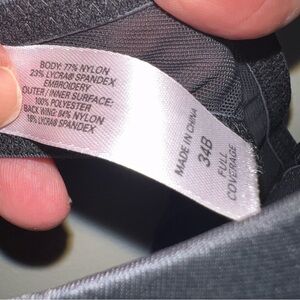 BODY: 77% NYLON
23% LYCRA® SPANDEX
EMBROIDERY
OUTER / INNER SURFACE:
100% POLYESTER
BACK WING: 84% NYLON
16% LYCRA® SPANDEX
MADE IN CHINA
34B
FULL
COVERAGE